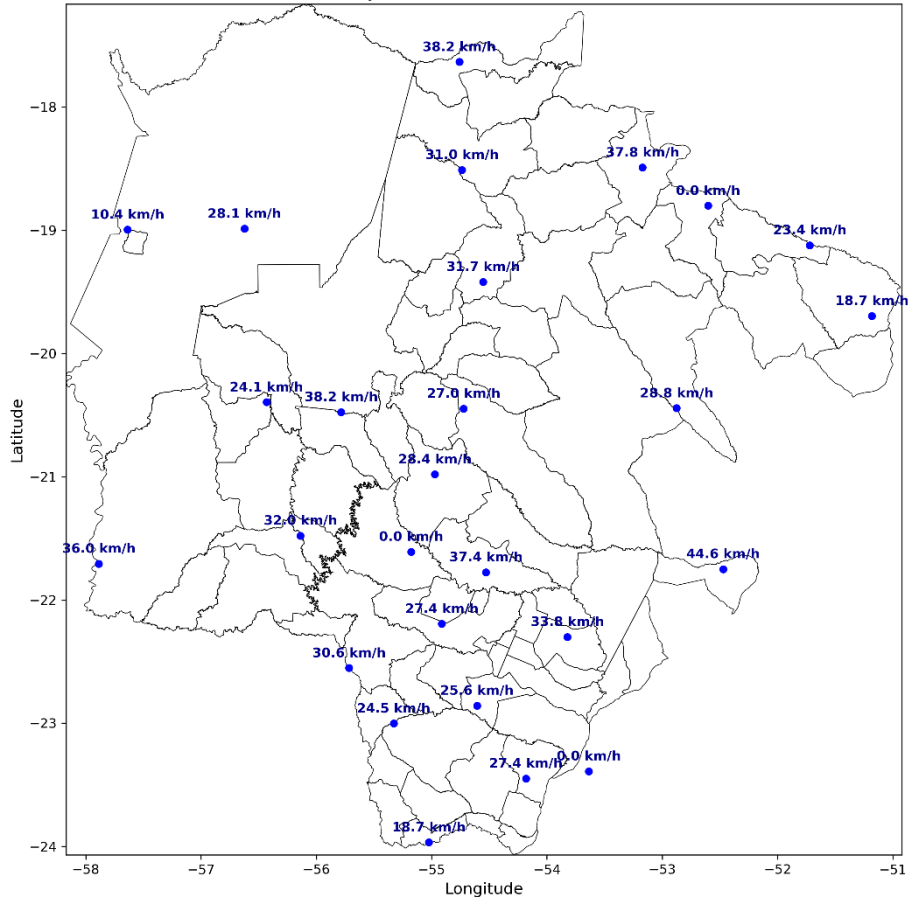 38.2 km/h
−18
31.0 km/h
37.8 km/h
0.0 km/h
10.4 km/h
28.1 km/h
23.4 km/h
−19
31.7 km/h
18.7 km/h
−20
24.1 km/h
38.2 km/h
27.0 km/h
28.8 km/h
Latitude
28.4 km/h
−21
32.0 km/h
36.0 km/h
0.0 km/h
37.4 km/h
44.6 km/h
−22
27.4 km/h
33.8 km/h
30.6 km/h
25.6 km/h
24.5 km/h
−23
27.4 km/h
0.0 km/h
18.7 km/h
−24
−58 −57 −56 −55 −54 −53 −52 −51
Longitude